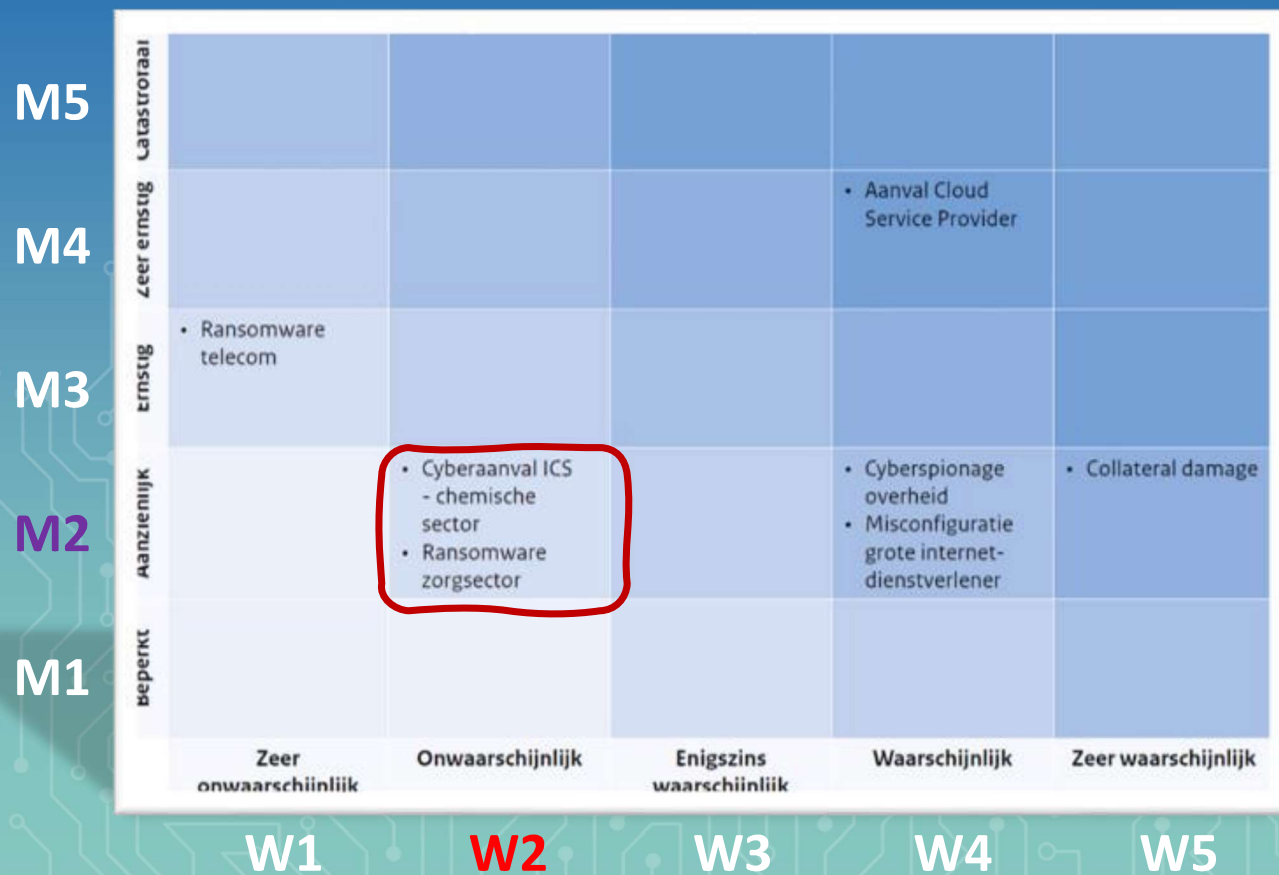 M5
Catastrofaal
M4
Zeer ernstig
• Aanval Cloud
Service Provider
M3
Ernstig
• Ransomware
telecom
M2
Aanzienlijk
• Cyberaanval ICS
- chemische
sector
• Ransomware
zorgsector
• Cyberspionage
overheid
• Misconfiguratie
grote internet-
dienstverlener
• Collateral damage
M1
Beperkt
Zeer
onwaarschijnlijk
Onwaarschijnlijk
Enigszins
waarschijnlijk
Waarschijnlijk
Zeer waarschijnlijk
W1
W2
W3
W4
W5